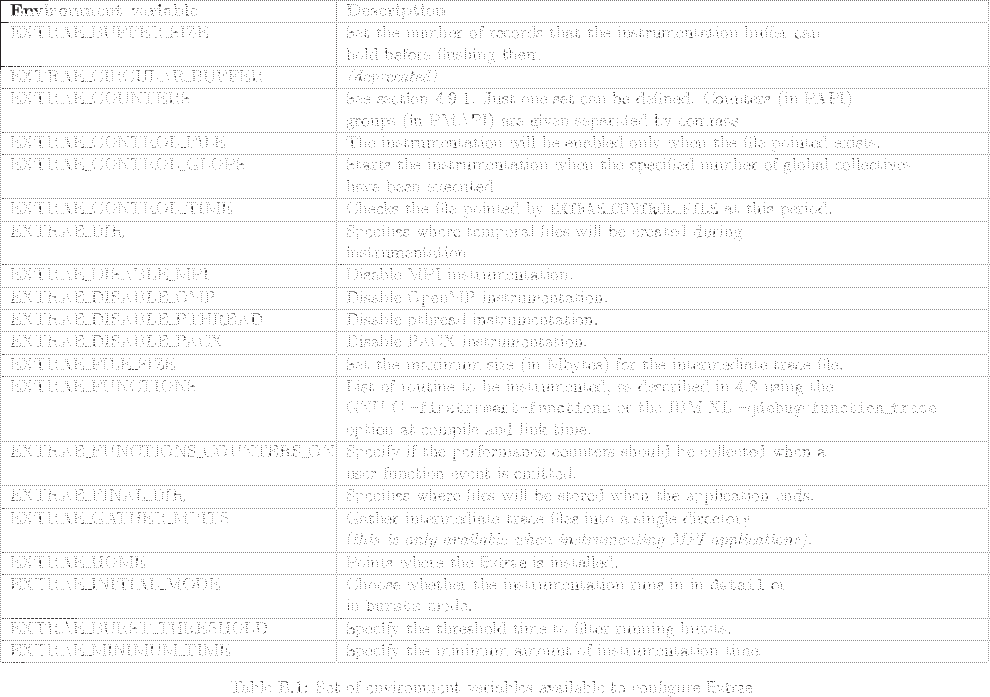 Environment variable Description
EXTRAE_BUFFER_SIZE Set the number of records that the instrumentation buffer can
hold before flushing them.
EXTRAE_CIRCULAR_BUFFER (deprecated)
EXTRAE_COUNTERS See section 4.9.1. Just one set can be defined. Counters (in PAPI)
groups (in PMAPI) are given separated by commas
EXTRAE_CONTROL_FILE The instrumentation will be enabled only when the file pointed exists.
EXTRAE_CONTROL_GLOPS Starts the instrumentation when the specified number of global collectives
have been executed
EXTRAE_CONTROL_TIME Checks the file pointed by EXTRAE_CONTROL_FILE at this period.
EXTRAE_DIR Specifies where temporal files will be created during
instrumentation
EXTRAE_DISABLE_MPI Disable MPI instrumentation.
EXTRAE_DISABLE_OMP Disable OpenMP instrumentation.
EXTRAE_DISABLE_PTHREAD Disable pthread instrumentation.
EXTRAE_DISABLE_PACX Disable PACX instrumentation.
EXTRAE_FILE_SIZE Set the maximum size (in Mbytes) for the intermediate trace file.
EXTRAE_FUNCTIONS List of routine to be instrumented, as described in 4.8 using the
GNU C -finstrument-functions or the IBM XL -qdebug=function_trace
option at compile and link time.
EXTRAE_FUNCTIONS_COUNTERS_ON Specify if the performance counters should be collected when a
user function event is emitted.
EXTRAE_FINAL_DIR Specifies where files will be stored when the application ends.
EXTRAE_GATHER_MPITS Gather intermediate trace files into a single directory
(this is only available when instrumenting MPI applications).
EXTRAE_HOME Points where the Extrae is installed.
EXTRAE_INITIAL_MODE Choose whether the instrumentation runs in in detail or
in bursts mode.
EXTRAE_BURST_THRESHOLD Specify the threshold time to filter running bursts.
EXTRAE_MINIMUM_TIME Specify the minimum amount of instrumentation time
Table B.1: Set of environment variables available to configure Extrae